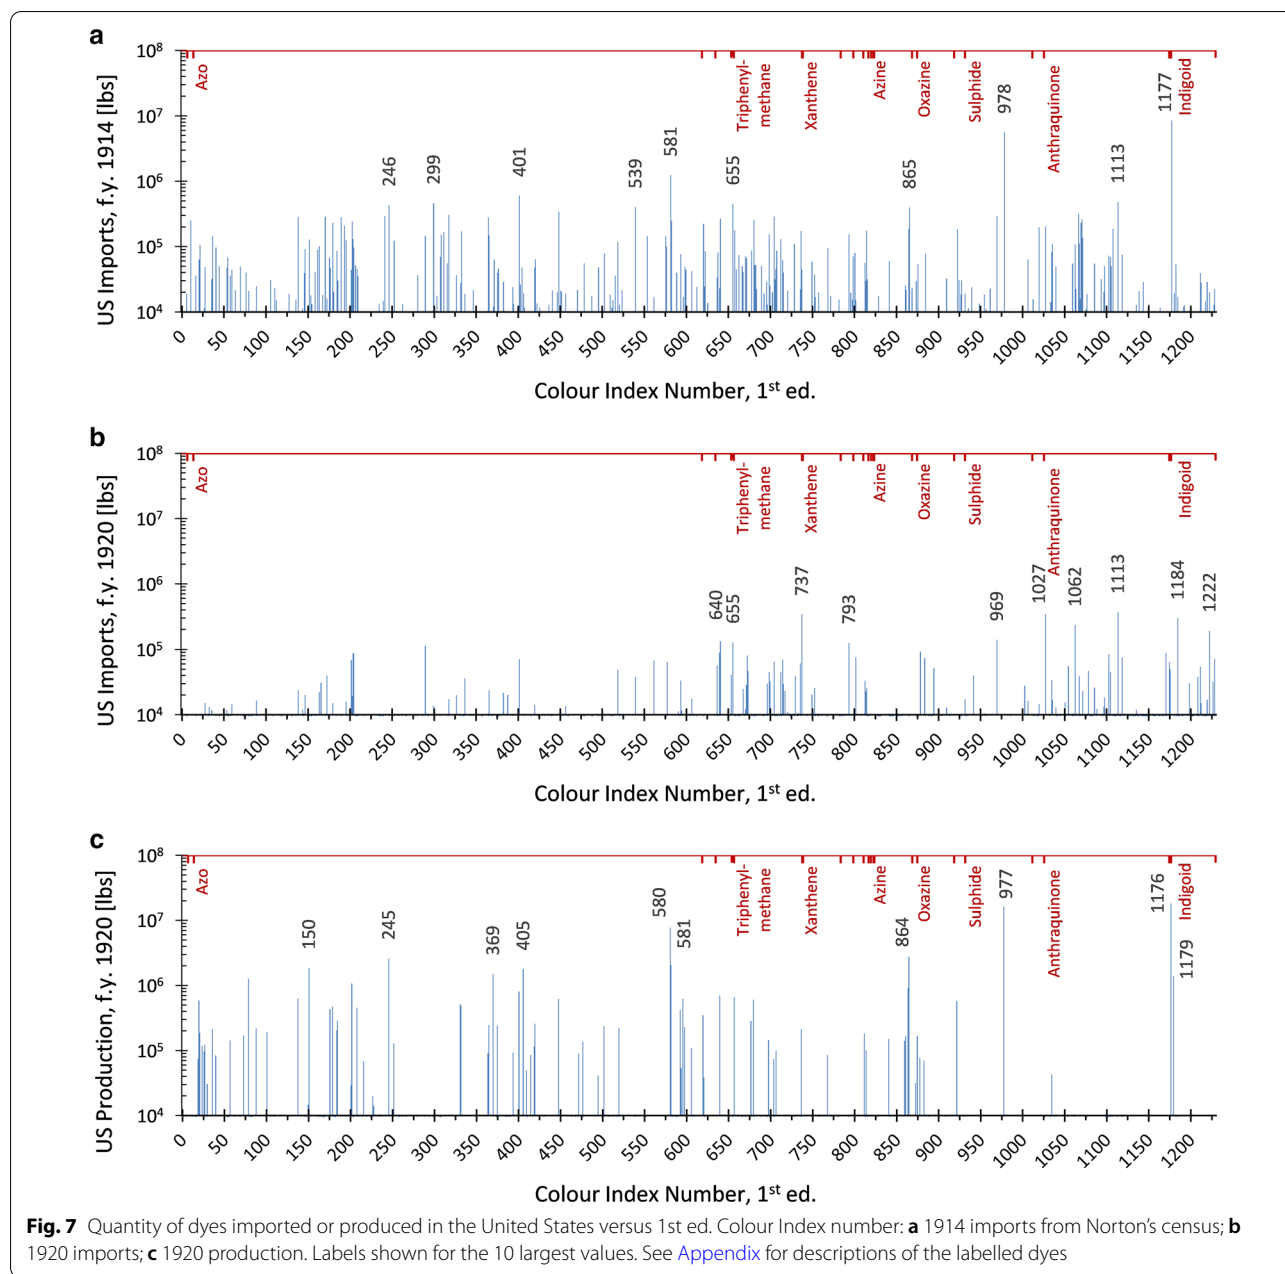 a
US Imports, f.y. 1914 [lbs]
10⁸
10⁷
10⁶
10⁵
10⁴
Azo
Triphenyl-
methane
Xanthene
Azine
Oxazine
Sulphide
Anthraquinone
Indigoid
246
299
401
539
581
655
865
978
1113
1177
0 50 100 150 200 250 300 350 400 450 500 550 600 650 700 750 800 850 900 950 1000 1050 1100 1150 1200
Colour Index Number, 1st ed.
b
US Imports, f.y. 1920 [lbs]
10⁸
10⁷
10⁶
10⁵
10⁴
Azo
Triphenyl-
methane
Xanthene
Azine
Oxazine
Sulphide
Anthraquinone
Indigoid
640
655
737
793
969
1027
1062
1113
1184
1222
0 50 100 150 200 250 300 350 400 450 500 550 600 650 700 750 800 850 900 950 1000 1050 1100 1150 1200
Colour Index Number, 1st ed.
c
US Production, f.y. 1920 [lbs]
10⁸
10⁷
10⁶
10⁵
10⁴
Azo
Triphenyl-
methane
Xanthene
Azine
Oxazine
Sulphide
Anthraquinone
Indigoid
150
245
369
405
580
581
864
977
1176
1179
0 50 100 150 200 250 300 350 400 450 500 550 600 650 700 750 800 850 900 950 1000 1050 1100 1150 1200
Colour Index Number, 1st ed.
Fig. 7 Quantity of dyes imported or produced in the United States versus 1st ed. Colour Index number: a 1914 imports from Norton's census; b
1920 imports; c 1920 production. Labels shown for the 10 largest values. See Appendix for descriptions of the labelled dyes